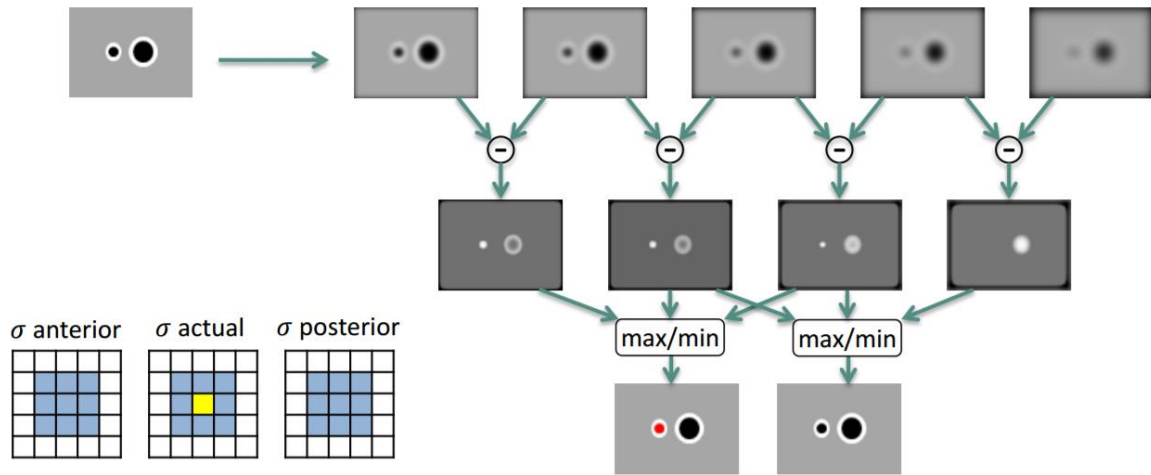 −
−
−
−
max/min
max/min
σ anterior
σ actual
σ posterior